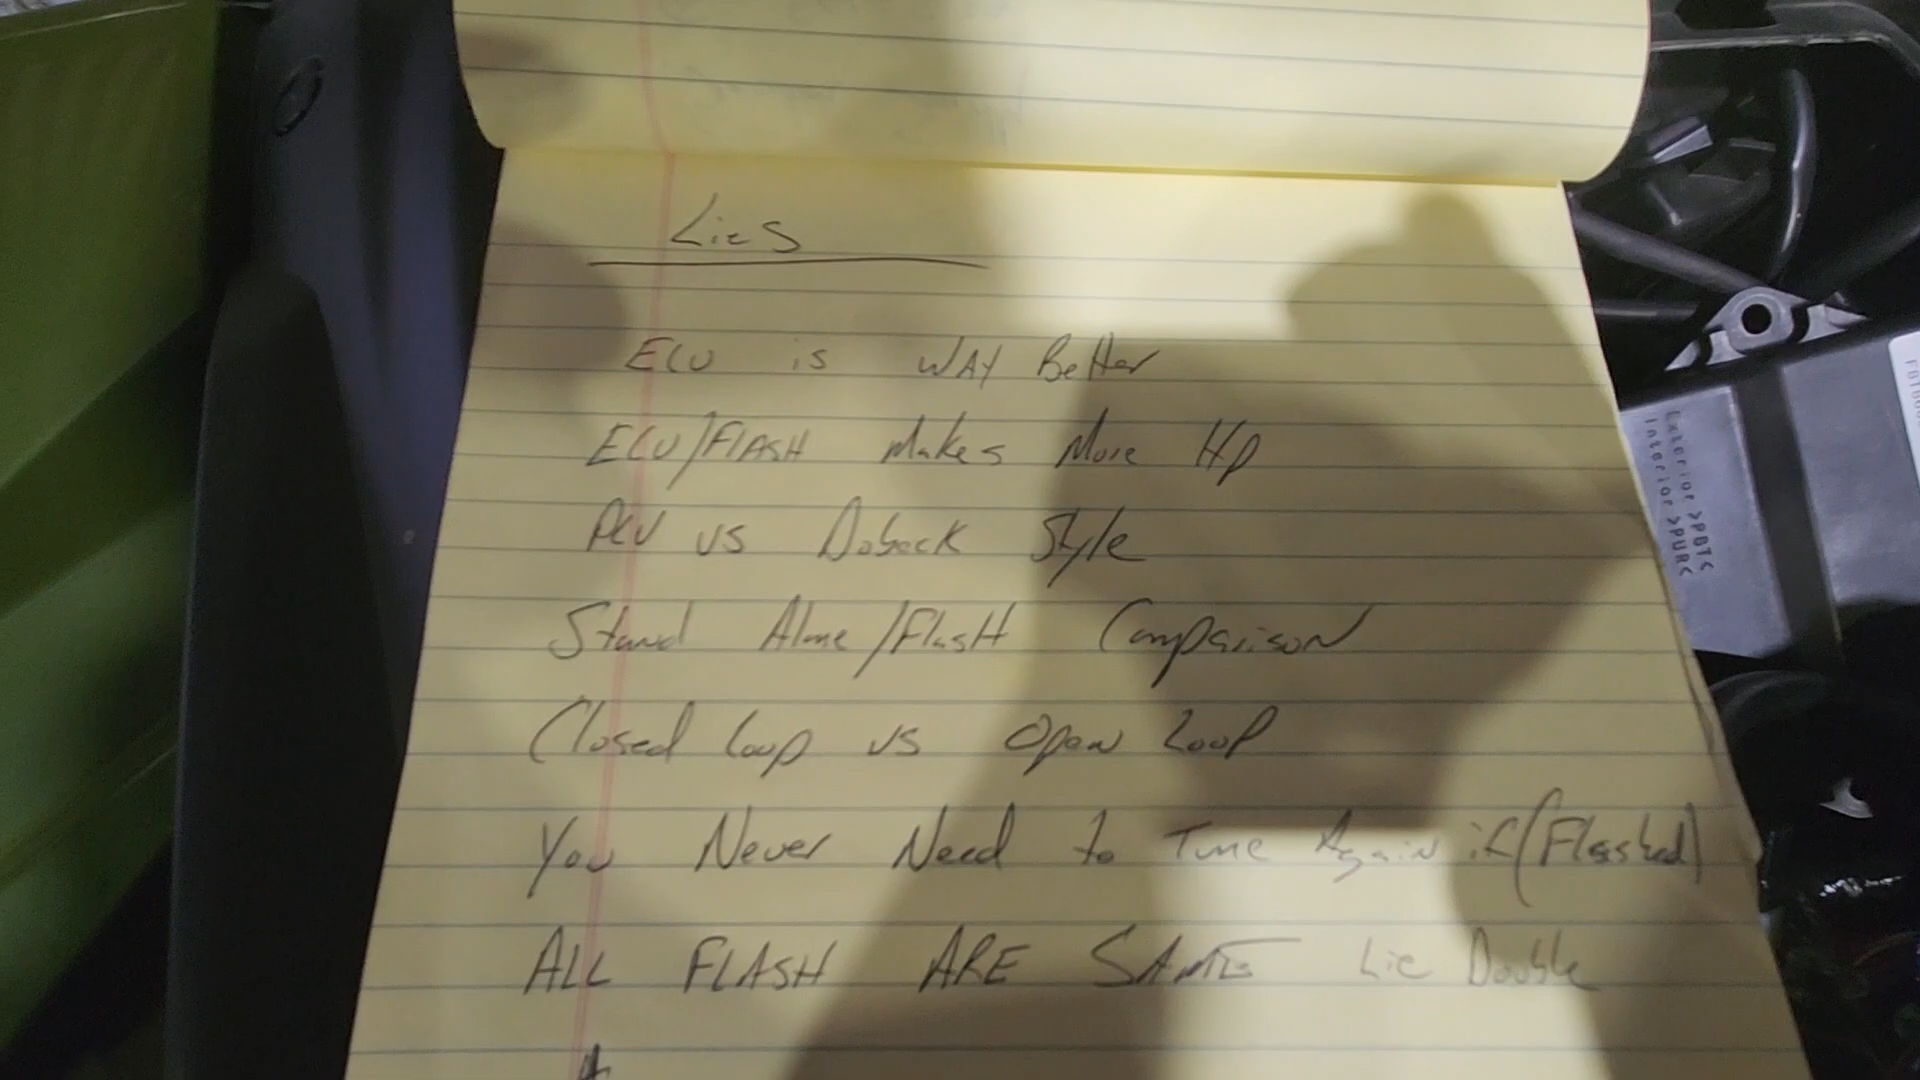 Lies
ECU is WAY Better
ECU/FLASH Makes More Hp
PCV vs Dobeck Style
Stand Alone/FlasH Comparison
Closed Loop vs Open Loop
You Never Need to Tune Again if (Flashed)
ALL FLASH ARE SAME Lie Double
Exterior >PBT<
Interior >PUR<